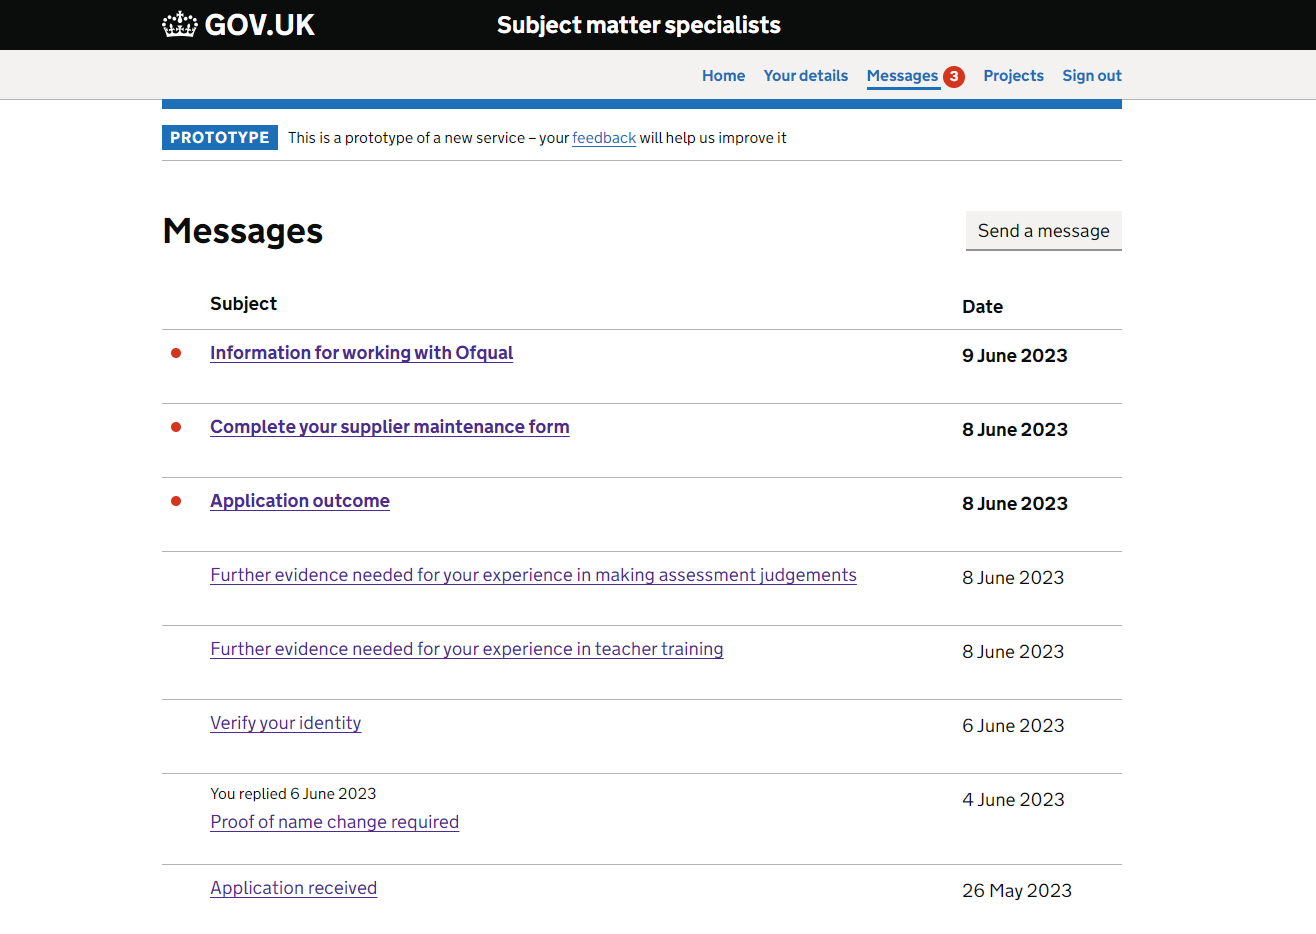 GOV.UK
Subject matter specialists
Home Your details Messages 3 Projects Sign out
PROTOTYPE This is a prototype of a new service – your feedback will help us improve it
Messages
Send a message
Subject Date
Information for working with Ofqual 9 June 2023
Complete your supplier maintenance form 8 June 2023
Application outcome 8 June 2023
Further evidence needed for your experience in making assessment judgements 8 June 2023
Further evidence needed for your experience in teacher training 8 June 2023
Verify your identity 6 June 2023
You replied 6 June 2023
Proof of name change required 4 June 2023
Application received 26 May 2023